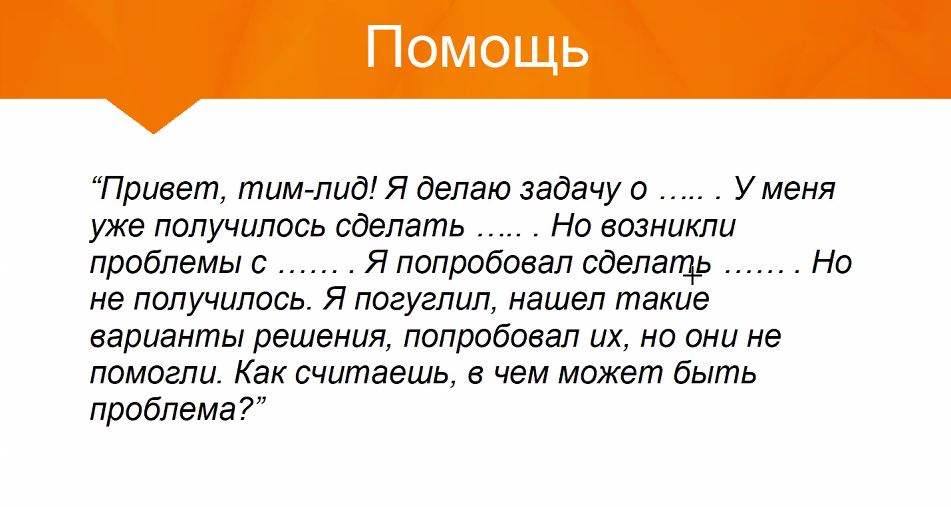 Помощь
“Привет, тим-лид! Я делаю задачу о ….. . У меня
уже получилось сделать ….. . Но возникли
проблемы с …… . Я попробовал сделать …… . Но
не получилось. Я погуглил, нашел такие
варианты решения, попробовал их, но они не
помогли. Как считаешь, в чем может быть
проблема?”